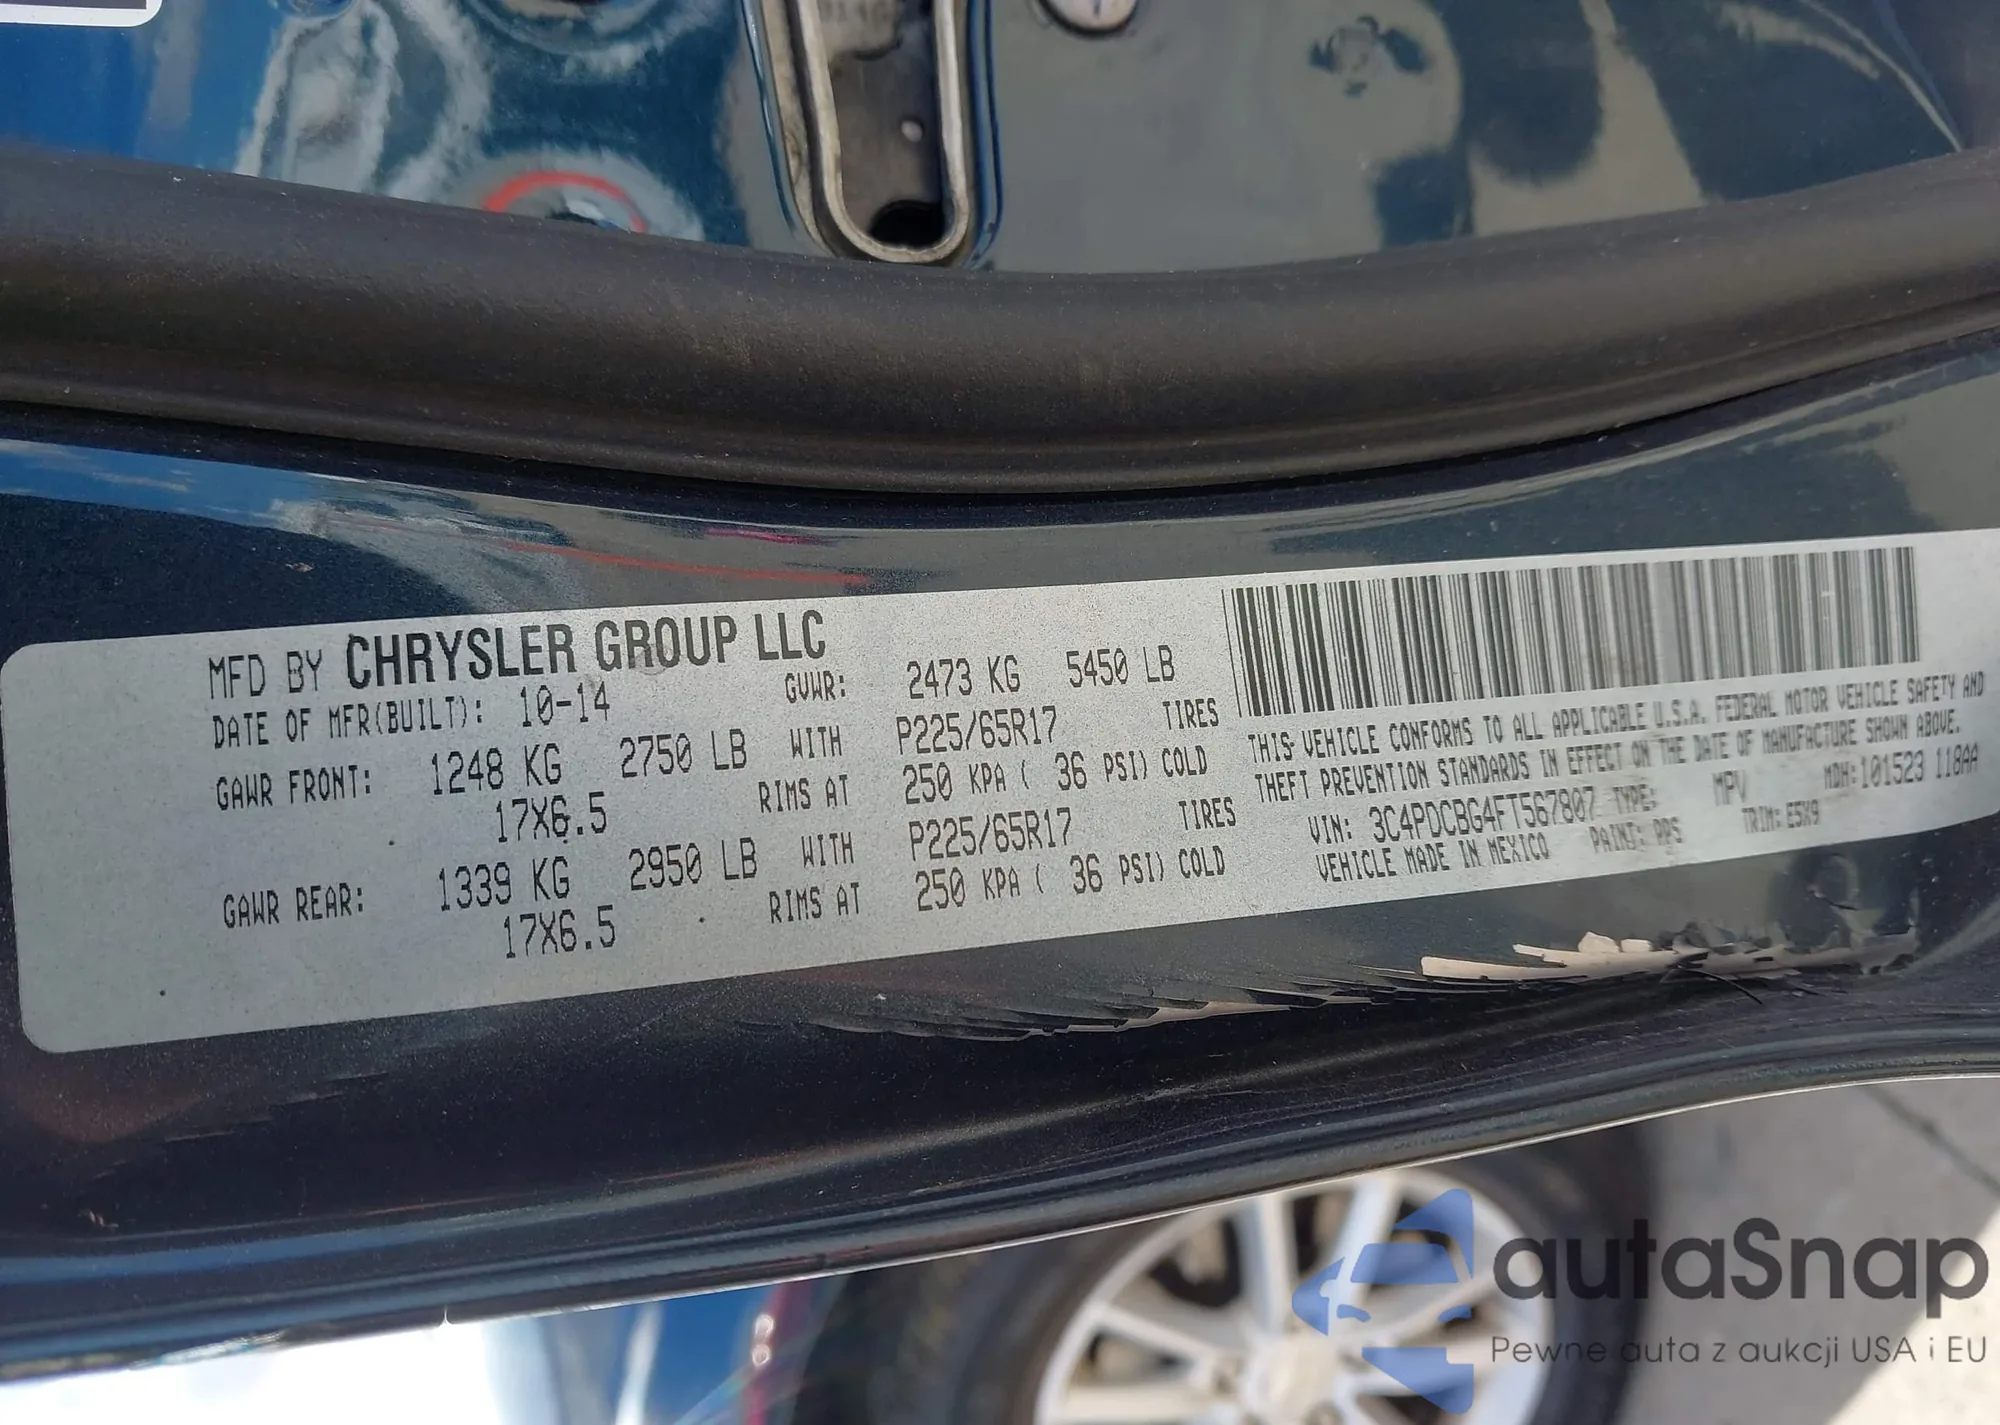 MFD BY CHRYSLER GROUP LLC
DATE OF MFR(BUILT): 10-14 GVWR: 2473 KG 5450 LB
GAWR FRONT: 1248 KG 2750 LB WITH P225/65R17 TIRES
17X6.5 RIMS AT 250 KPA ( 36 PSI) COLD
GAWR REAR: 1339 KG 2950 LB WITH P225/65R17 TIRES
17X6.5 RIMS AT 250 KPA ( 36 PSI) COLD
THIS VEHICLE CONFORMS TO ALL APPLICABLE U.S.A. FEDERAL MOTOR VEHICLE SAFETY AND
THEFT PREVENTION STANDARDS IN EFFECT ON THE DATE OF MANUFACTURE SHOWN ABOVE.
VIN: 3C4PDCBG4FT567807 TYPE: MPV MDH: 101523 118AA
VEHICLE MADE IN MEXICO PAINT: PPS TRIM: E5X9
autaSnap
Pewne auta z aukcji USA i EU